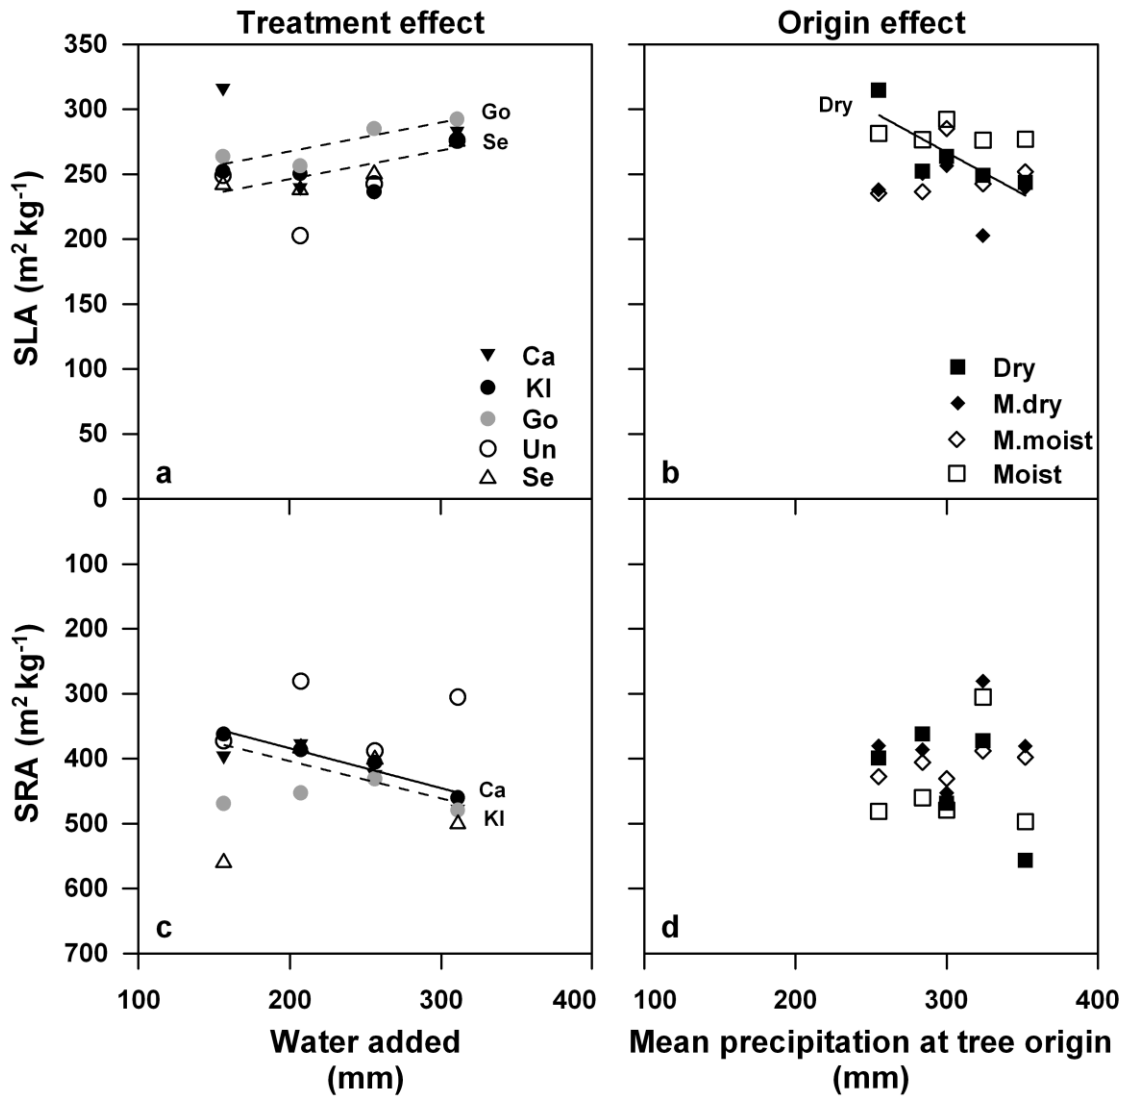 Treatment effect
Origin effect
350
300
250
200
150
100
50
0
SLA (m² kg⁻¹)
Go
Se
Ca
Kl
Go
Un
Se
a
Dry
Dry
M.dry
M.moist
Moist
b
100
200
300
400
500
600
700
SRA (m² kg⁻¹)
Ca
Kl
c
d
100 200 300 400
100 200 300 400
Water added
(mm)
Mean precipitation at tree origin
(mm)